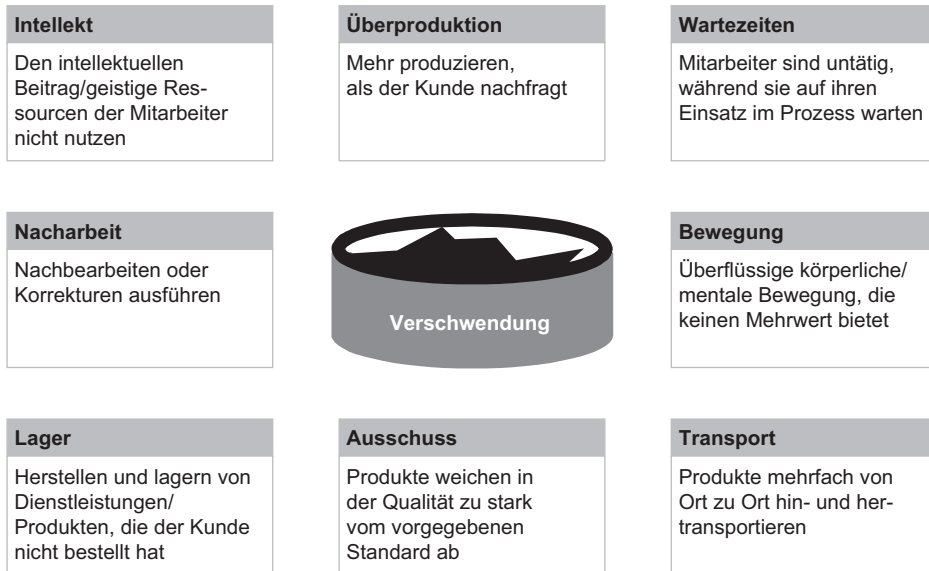 Intellekt
Den intellektuellen
Beitrag/geistige Res-
sourcen der Mitarbeiter
nicht nutzen
Überproduktion
Mehr produzieren,
als der Kunde nachfragt
Wartezeiten
Mitarbeiter sind untätig,
während sie auf ihren
Einsatz im Prozess warten
Nacharbeit
Nachbearbeiten oder
Korrekturen ausführen
Verschwendung
Bewegung
Überflüssige körperliche/
mentale Bewegung, die
keinen Mehrwert bietet
Lager
Herstellen und lagern von
Dienstleistungen/
Produkten, die der Kunde
nicht bestellt hat
Ausschuss
Produkte weichen in
der Qualität zu stark
vom vorgegebenen
Standard ab
Transport
Produkte mehrfach von
Ort zu Ort hin- und her-
transportieren